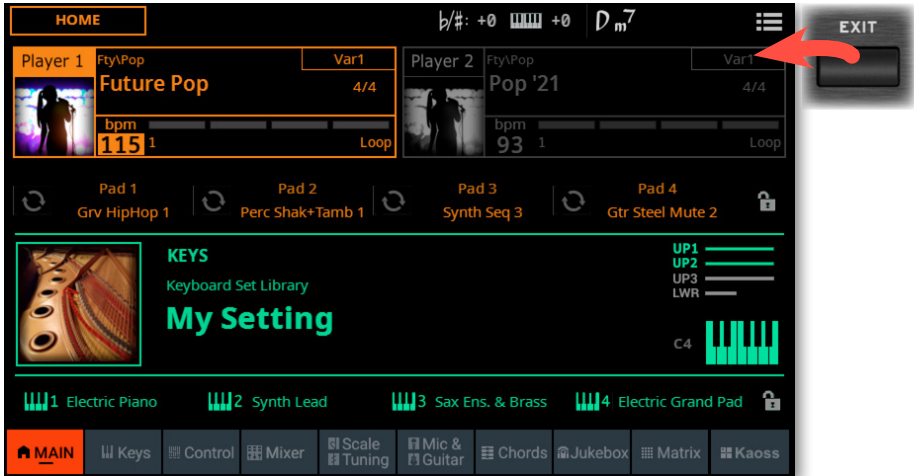 HOME
♭/♯: +0 +0 Dm7
EXIT
Player 1 Fty\Pop Var1
Future Pop
4/4
bpm
115 1 Loop
Player 2 Fty\Pop Var1
Pop '21
4/4
bpm
93 1 Loop
Pad 1
Grv HipHop 1
Pad 2
Perc Shak+Tamb 1
Pad 3
Synth Seq 3
Pad 4
Gtr Steel Mute 2
KEYS
Keyboard Set Library
My Setting
UP1
UP2
UP3
LWR
C4
1 Electric Piano
2 Synth Lead
3 Sax Ens. & Brass
4 Electric Grand Pad
MAIN
Keys
Control
Mixer
Scale
Tuning
Mic &
Guitar
Chords
Jukebox
Matrix
Kaoss